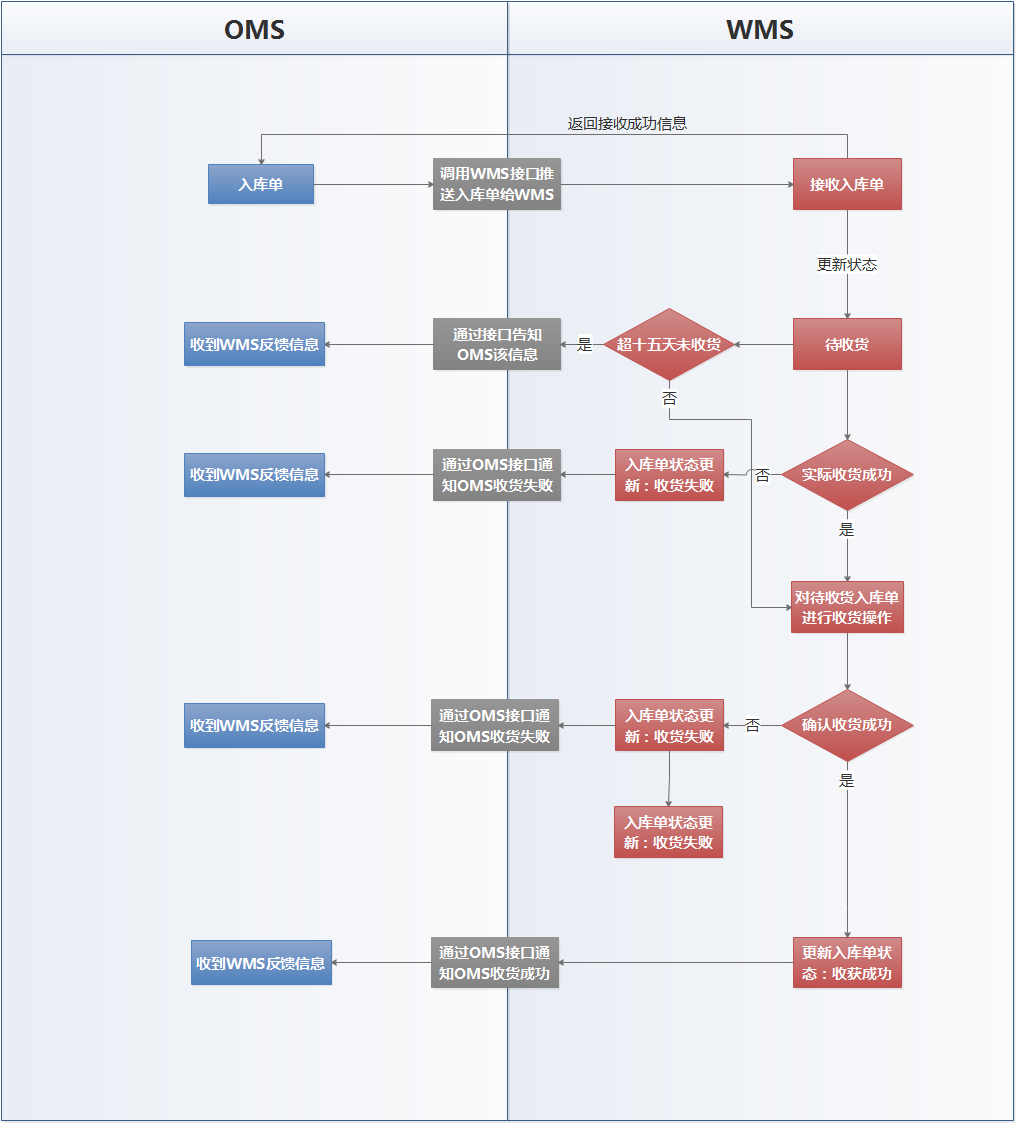 OMS
WMS
返回接收成功信息
入库单
调用WMS接口推
送入库单给WMS
接收入库单
更新状态
收到WMS反馈信息
通过接口告知
OMS该信息
是
超十五天未收货
待收货
否
收到WMS反馈信息
通过OMS接口通
知OMS收货失败
入库单状态更
新：收货失败
否
实际收货成功
是
对待收货入库单
进行收货操作
收到WMS反馈信息
通过OMS接口通
知OMS收货失败
入库单状态更
新：收货失败
否
确认收货成功
是
入库单状态更
新：收货失败
收到WMS反馈信息
通过OMS接口通
知OMS收货成功
更新入库单状
态：收获成功